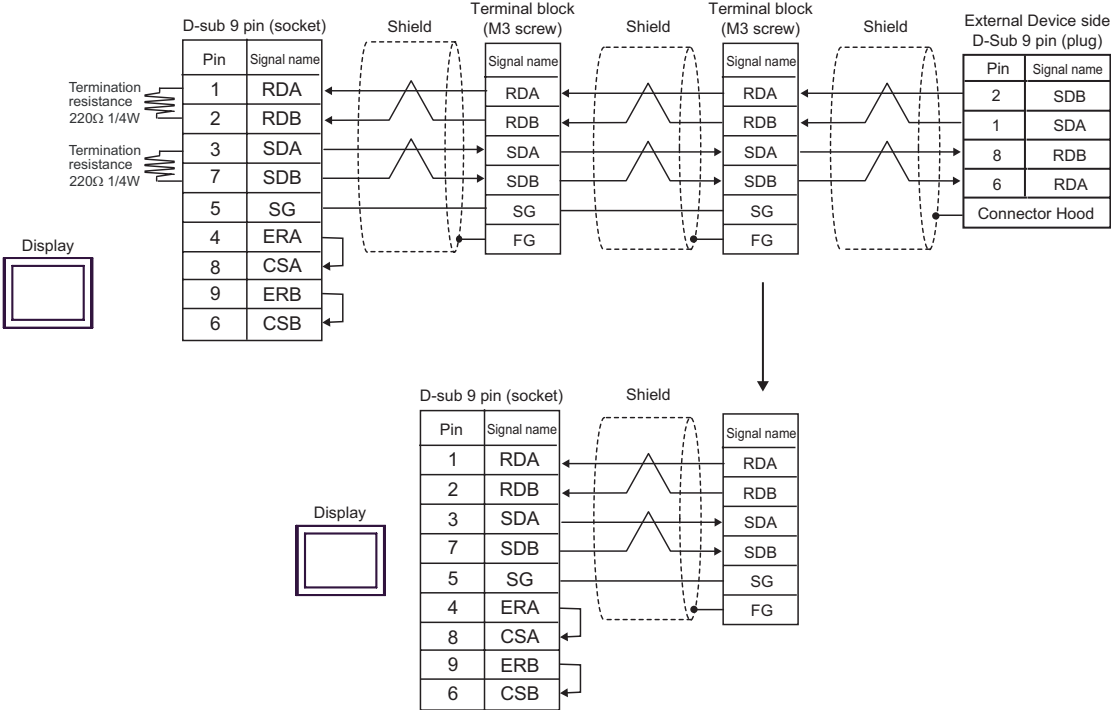 D-sub 9 pin (socket)
Shield
Terminal block
(M3 screw)
Shield
Terminal block
(M3 screw)
Shield
External Device side
D-Sub 9 pin (plug)
Termination
resistance
220Ω 1/4W
Termination
resistance
220Ω 1/4W
Pin Signal name
1 RDA
2 RDB
3 SDA
7 SDB
5 SG
4 ERA
8 CSA
9 ERB
6 CSB
Signal name
RDA
RDB
SDA
SDB
SG
FG
Signal name
RDA
RDB
SDA
SDB
SG
FG
Pin Signal name
2 SDB
1 SDA
8 RDB
6 RDA
Connector Hood
Display
D-sub 9 pin (socket)
Shield
Pin Signal name
1 RDA
2 RDB
3 SDA
7 SDB
5 SG
4 ERA
8 CSA
9 ERB
6 CSB
Signal name
RDA
RDB
SDA
SDB
SG
FG
Display